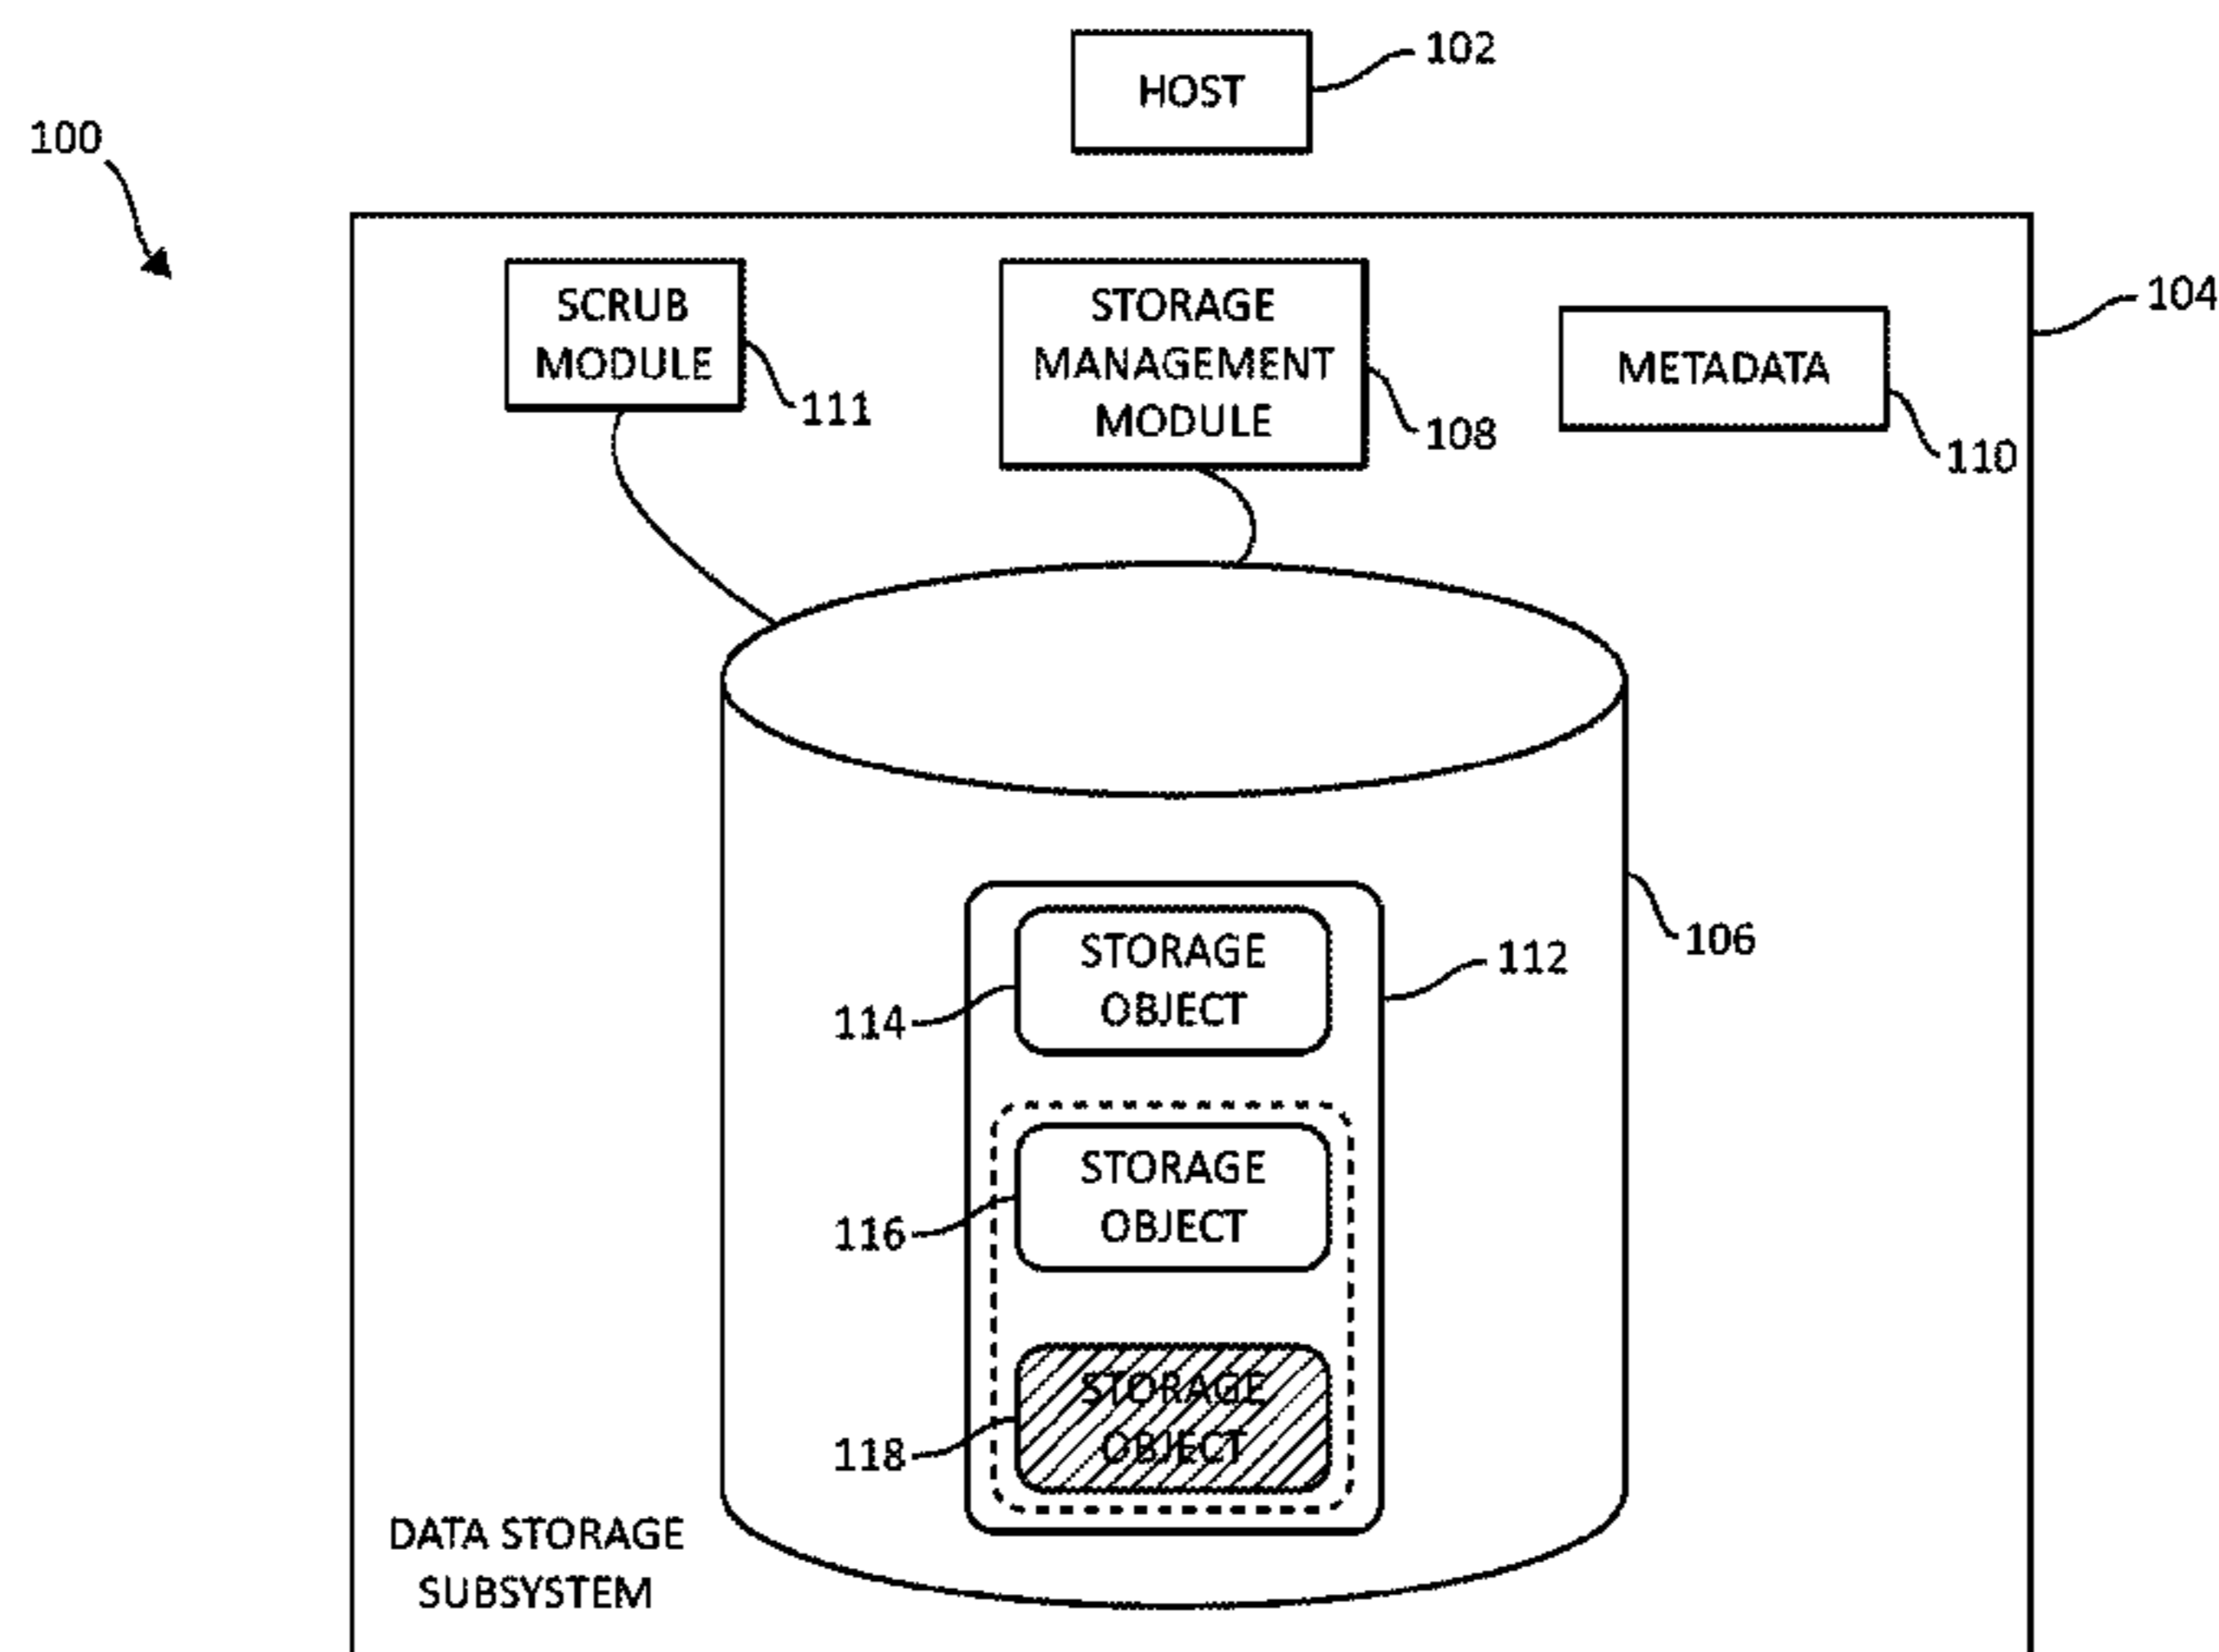 HOST
102
100
SCRUB
MODULE
111
STORAGE
MANAGEMENT
MODULE
108
METADATA
110
104
106
112
STORAGE
OBJECT
114
STORAGE
OBJECT
116
STORAGE
OBJECT
118
DATA STORAGE
SUBSYSTEM